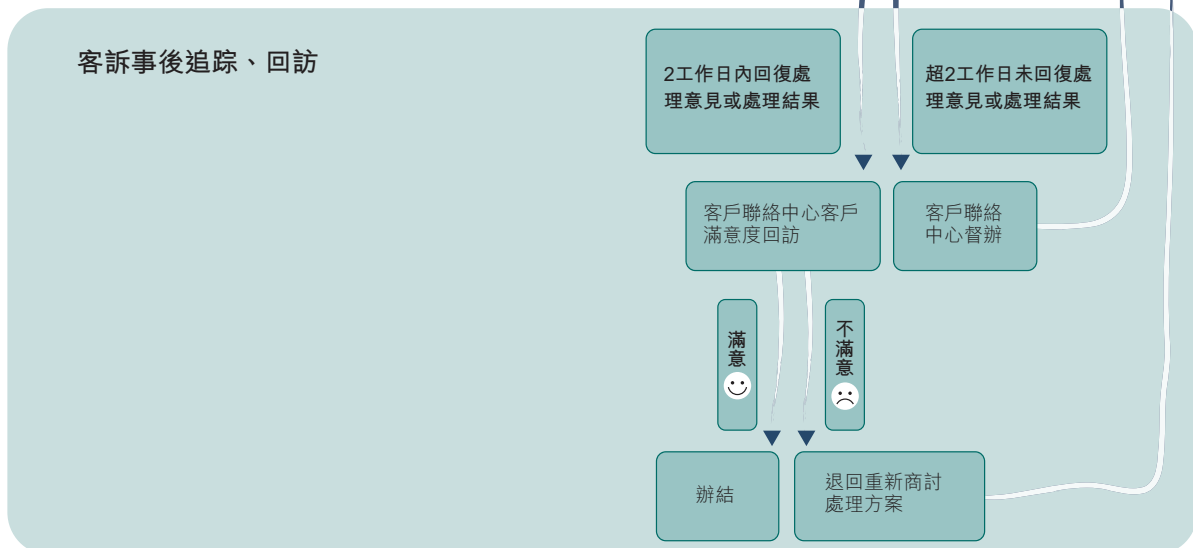 客訴事後追踪、回訪
2工作日內回復處
理意見或處理結果
超2工作日未回復處
理意見或處理結果
客戶聯絡中心客戶
滿意度回訪
客戶聯絡
中心督辦
滿意
不滿意
辦結
退回重新商討
處理方案